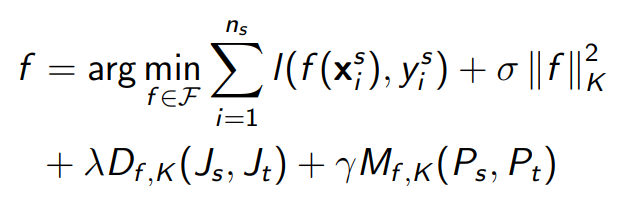 f = arg min_{f∈ℱ} ∑_{i=1}^{n_s} l(f(𝐱_i^s), y_i^s) + σ ‖f‖_K^2
+ λD_{f,K}(J_s, J_t) + γM_{f,K}(P_s, P_t)